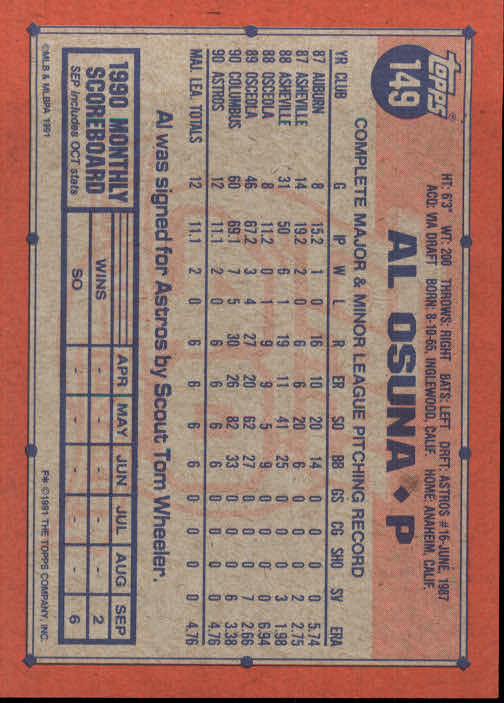 topps®
149
HT: 6'3" WT: 200 THROWS: RIGHT BATS: LEFT DRFT: ASTROS #16-JUNE, 1987
ACQ: VIA DRAFT BORN: 8-10-65, INGLEWOOD, CALIF. HOME: ANAHEIM, CALIF.
AL OSUNA ♦ P
COMPLETE MAJOR & MINOR LEAGUE PITCHING RECORD
YR CLUB G IP W L R ER SO BB GS CG SHO SV ERA
87 AUBURN 8 15.2 1 0 16 10 20 14 0 0 0 0 5.74
87 ASHEVILLE 14 19.2 2 0 6 6 20 6 0 0 0 2 2.75
88 ASHEVILLE 31 50 6 1 19 11 41 25 0 0 0 3 1.98
88 OSCEOLA 8 11.2 0 1 9 9 5 9 0 0 0 0 6.94
89 OSCEOLA 46 67.2 3 4 27 20 62 27 0 0 0 7 2.66
90 COLUMBUS 60 69.1 7 5 30 26 82 33 0 0 0 6 3.38
90 ASTROS 12 11.1 2 0 6 6 6 6 0 0 0 0 4.76
MAJ. LEA. TOTALS 12 11.1 2 0 6 6 6 6 0 0 0 0 4.76
Al was signed for Astros by Scout Tom Wheeler.
1990 MONTHLY SCOREBOARD
SEP includes OCT stats
APR MAY JUN JUL AUG SEP
WINS - - - - - 2
SO - - - - - 6
©MLB & MLBPA 1991
F* ©1991 THE TOPPS COMPANY, INC.